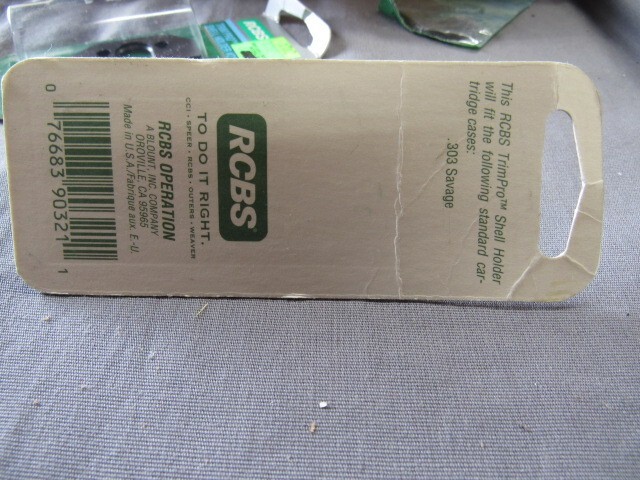 This RCBS TrimPro™ Shell Holder
will fit the following standard car-
tridge cases:
.303 Savage
RCBS®
TO DO IT RIGHT.
CCI • SPEER • RCBS • OUTERS • WEAVER
RCBS OPERATION
A BLOUNT, INC. COMPANY
OROVILLE, CA 95965
Made in U.S.A./Fabrique aux. E.-U.
0 76683 90321 1
RCBS